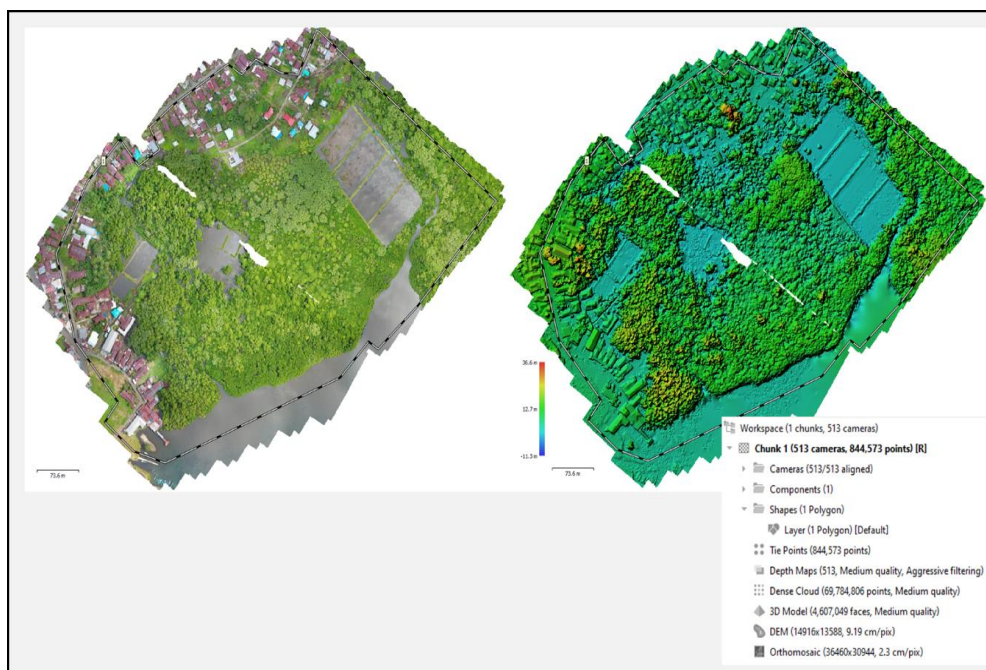 36.6 m
12.7 m
-11.3 m
73.6 m
73.6 m
Workspace (1 chunks, 513 cameras)
Chunk 1 (513 cameras, 844,573 points) [R]
Cameras (513/513 aligned)
Components (1)
Shapes (1 Polygon)
Layer (1 Polygon) [Default]
Tie Points (844,573 points)
Depth Maps (513, Medium quality, Aggressive filtering)
Dense Cloud (69,784,806 points, Medium quality)
3D Model (4,607,049 faces, Medium quality)
DEM (14916x13588, 9.19 cm/pix)
Orthomosaic (36460x30944, 2.3 cm/pix)